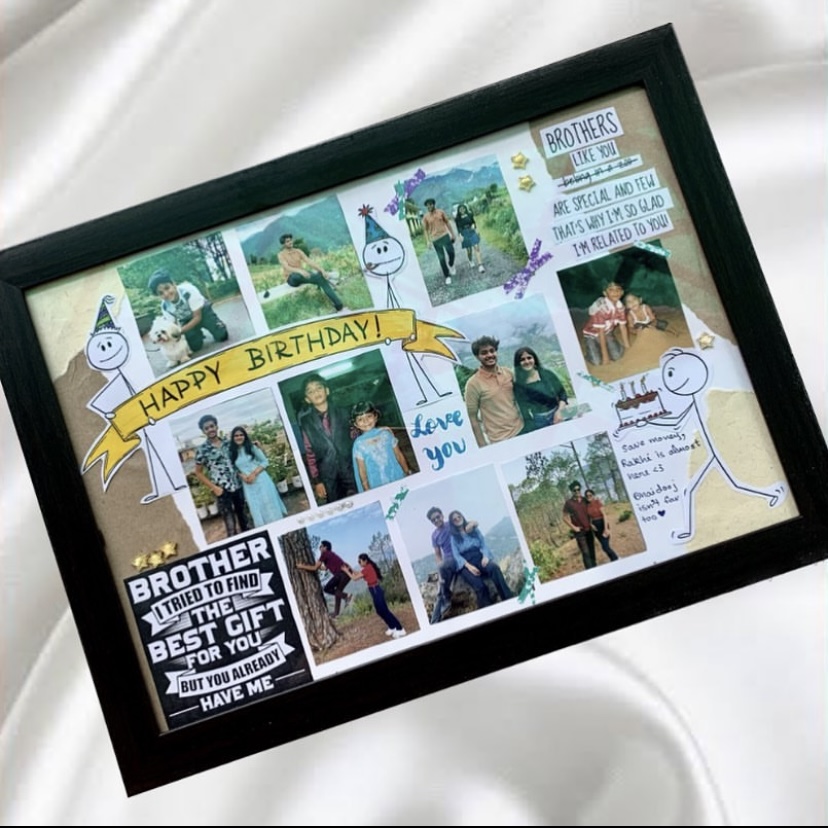 BROTHERS
LIKE YOU
belong in a zoo
ARE SPECIAL AND FEW
THAT'S WHY I'M SO GLAD
I'M RELATED TO YOU!
HAPPY BIRTHDAY!
Love
you
save money,
Rakhi is almost
here <3
Bhaidooj
isn't far
too
BROTHER
I TRIED TO FIND
THE
BEST GIFT
FOR YOU
BUT YOU ALREADY
HAVE ME